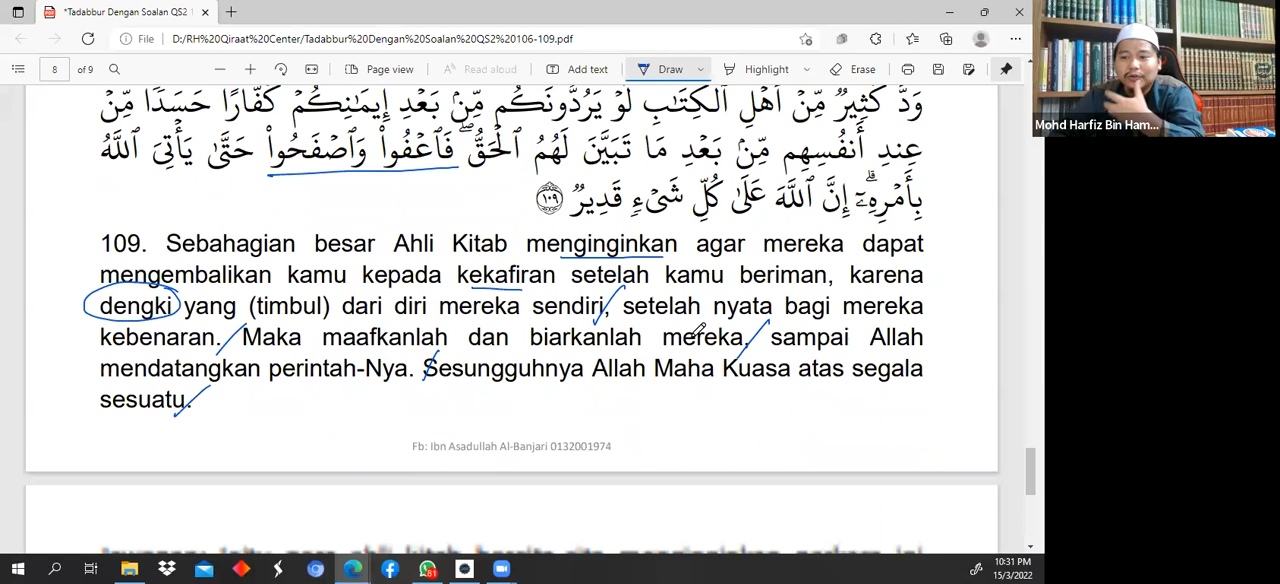 *Tadabbur Dengan Soalan QS2 1
File
D:/RH%20Qiraat%20Center/Tadabbur%20Dengan%20Soalan%20QS2%20106-109.pdf
8 of 9
Page view
Read aloud
Add text
Draw
Highlight
Erase
Mohd Harfiz Bin Ham...
وَدَّ كَثِيرٌ مِّنۡ أَهۡلِ ٱلۡكِتَٰبِ لَوۡ يَرُدُّونَكُم مِّنۢ بَعۡدِ إِيمَٰنِكُمۡ كُفَّارًا حَسَدٗا مِّنۡ
عِندِ أَنفُسِهِم مِّنۢ بَعۡدِ مَا تَبَيَّنَ لَهُمُ ٱلۡحَقُّۖ فَٱعۡفُواْ وَٱصۡفَحُواْ حَتَّىٰ يَأۡتِيَ ٱللَّهُ
بِأَمۡرِهِۦٓۗ إِنَّ ٱللَّهَ عَلَىٰ كُلِّ شَيۡءٖ قَدِيرٞ ١٠٩
109. Sebahagian besar Ahli Kitab menginginkan agar mereka dapat
mengembalikan kamu kepada kekafiran setelah kamu beriman, karena
dengki yang (timbul) dari diri mereka sendiri, setelah nyata bagi mereka
kebenaran. Maka maafkanlah dan biarkanlah mereka, sampai Allah
mendatangkan perintah-Nya. Sesungguhnya Allah Maha Kuasa atas segala
sesuatu.
Fb: Ibn Asadullah Al-Banjari 0132001974
81
10:31 PM
15/3/2022